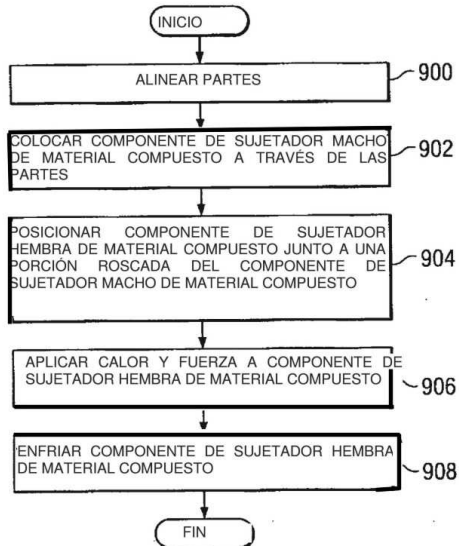 INICIO
ALINEAR PARTES
900
COLOCAR COMPONENTE DE SUJETADOR MACHO
DE MATERIAL COMPUESTO A TRAVÉS DE LAS
PARTES
902
POSICIONAR COMPONENTE DE SUJETADOR
HEMBRA DE MATERIAL COMPUESTO JUNTO A UNA
PORCIÓN ROSCADA DEL COMPONENTE DE
SUJETADOR MACHO DE MATERIAL COMPUESTO
904
APLICAR CALOR Y FUERZA A COMPONENTE DE
SUJETADOR HEMBRA DE MATERIAL COMPUESTO
906
ENFRIAR COMPONENTE DE SUJETADOR HEMBRA
DE MATERIAL COMPUESTO
908
FIN